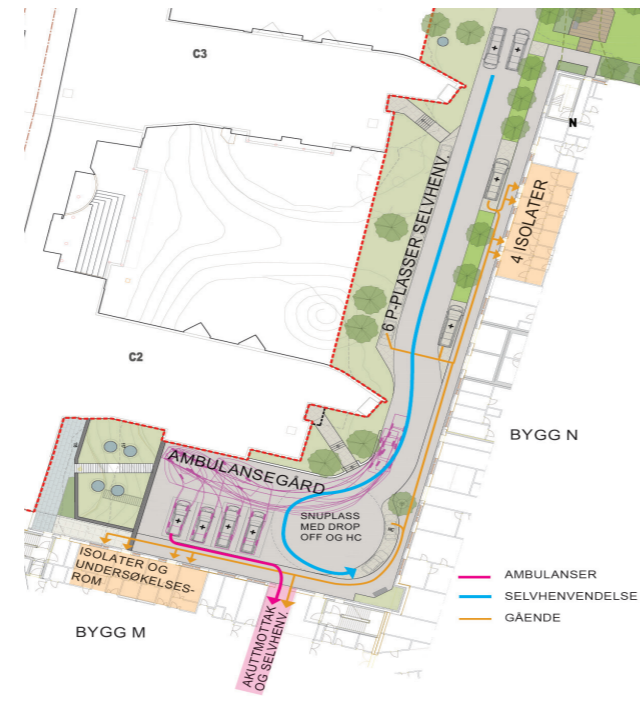 C3
N
6 P-PLASSER SELVHENV.
4 ISOLATER
C2
BYGG N
AMBULANSEGÅRD
SNUPLASS
MED DROP
OFF OG HC
ISOLATER OG
UNDERSØKELSES-
ROM
AMBULANSER
SELVHENVENDELSE
GÅENDE
BYGG M
AKUTTMOTTAK
OG SELVHENV.